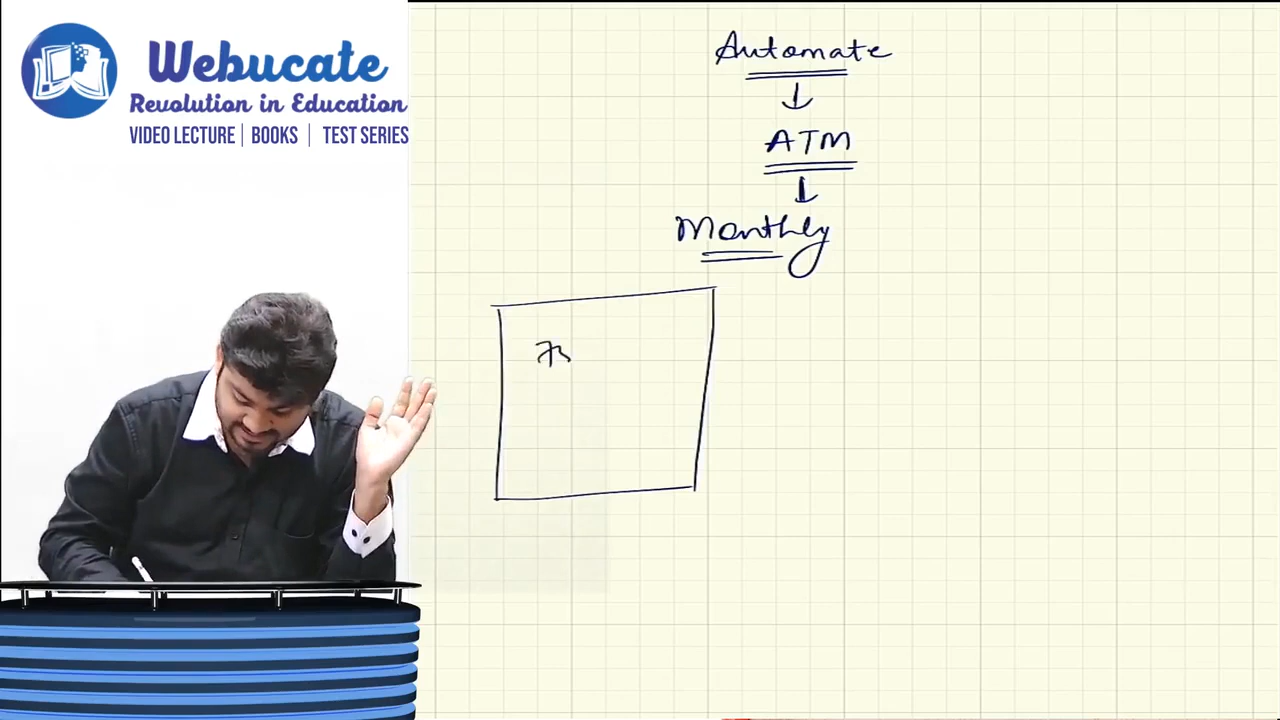 Webucate
Revolution in Education
VIDEO LECTURE | BOOKS | TEST SERIES
Automate
↓
ATM
↓
Monthly